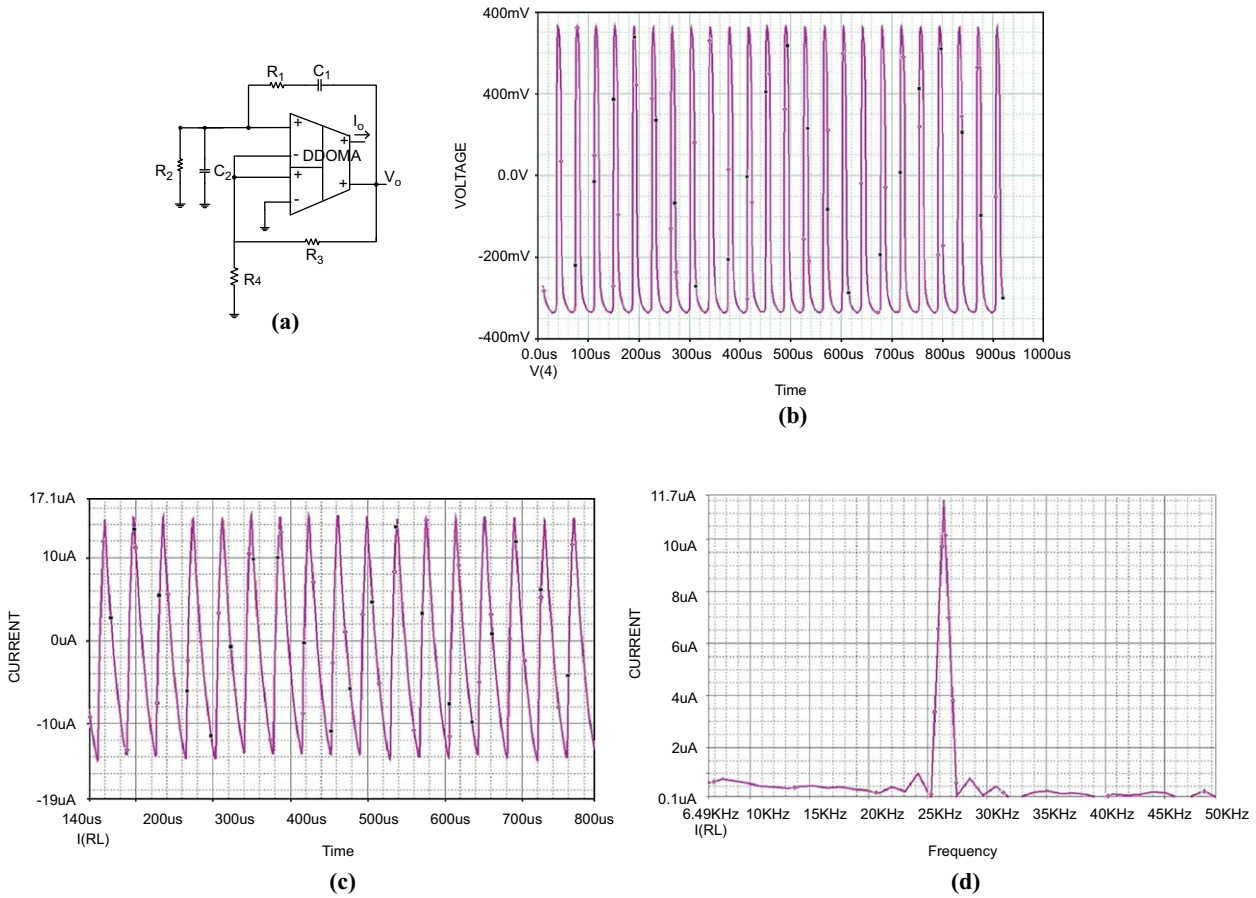 R1
C1
Io
+
+
-
DDOMA
R2
C2
+
+
Vo
-
R3
R4
(a)
400mV
400mV
0.0V
-200mV
-400mV
VOLTAGE
0.0us
100us
200us
300us
400us
500us
600us
700us
800us
900us
1000us
V(4)
Time
(b)
17.1uA
10uA
0uA
-10uA
-19uA
CURRENT
140us
200us
300us
400us
500us
600us
700us
800us
I(RL)
Time
(c)
11.7uA
10uA
8uA
6uA
4uA
2uA
0.1uA
CURRENT
6.49KHz
10KHz
15KHz
20KHz
25KHz
30KHz
35KHz
40KHz
45KHz
50KHz
I(RL)
Frequency
(d)